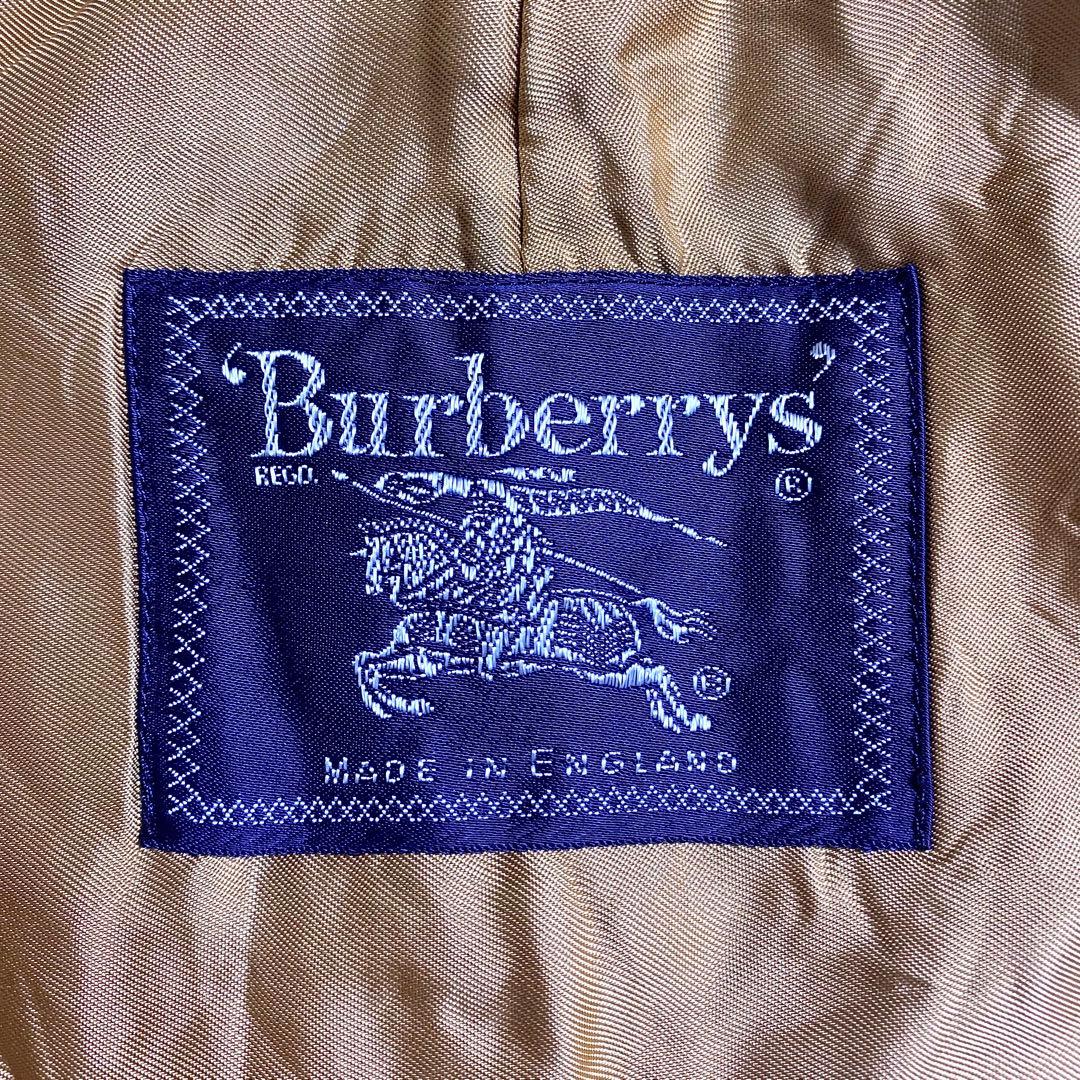 ‘Burberrys’
REGD. ®
®
MADE IN ENGLAND